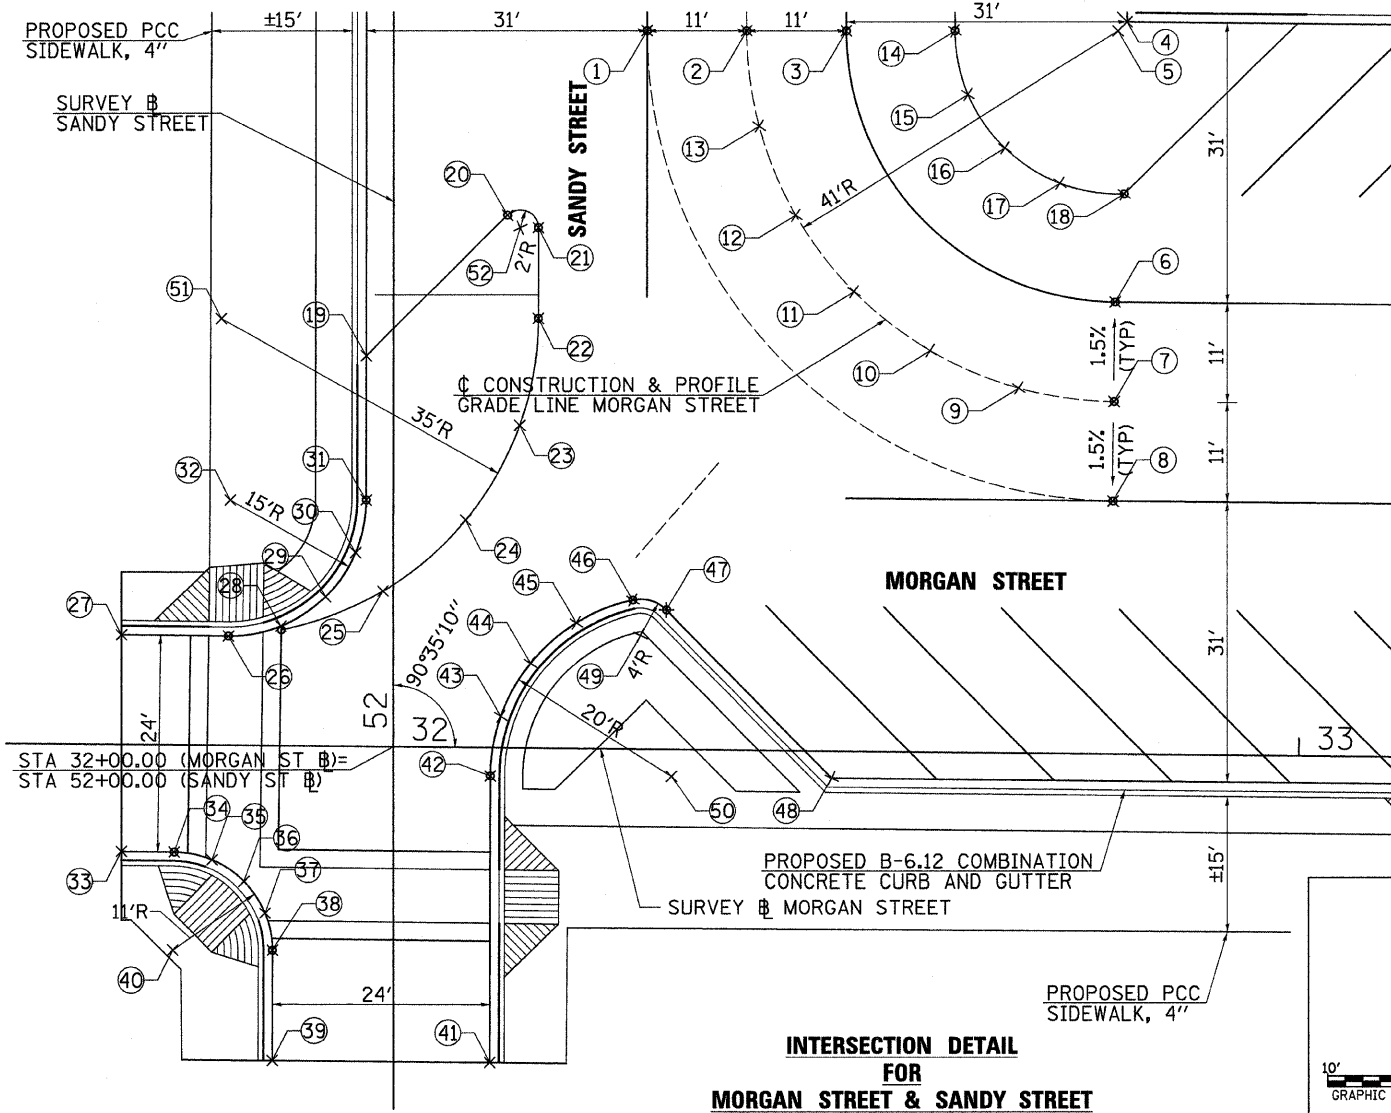 ±15'
31'
11'
11'
31'
PROPOSED PCC
SIDEWALK, 4"
1
2
3
14
4
5
SURVEY ℄
SANDY STREET
SANDY STREET
13
15
31'
16
20
41'R
17
18
12
21
2'R
52
6
51
11
19
22
1.5%
(TYP)
7
11'
10
℄ CONSTRUCTION & PROFILE
GRADE LINE MORGAN STREET
9
35'R
23
1.5%
(TYP)
8
11'
31
32
15'R
30
24
29
46
47
MORGAN STREET
28
45
27
25
90°35'10"
44
31'
26
43
49
4'R
24'
52
32
20'R
33
STA 32+00.00 (MORGAN ST ℄)=
STA 52+00.00 (SANDY ST ℄)
42
50
48
34
35
36
37
33
PROPOSED B-6.12 COMBINATION
CONCRETE CURB AND GUTTER
±15'
11'R
38
SURVEY ℄ MORGAN STREET
40
24'
PROPOSED PCC
SIDEWALK, 4"
39
41
INTERSECTION DETAIL
FOR
MORGAN STREET & SANDY STREET
10'
GRAPHIC